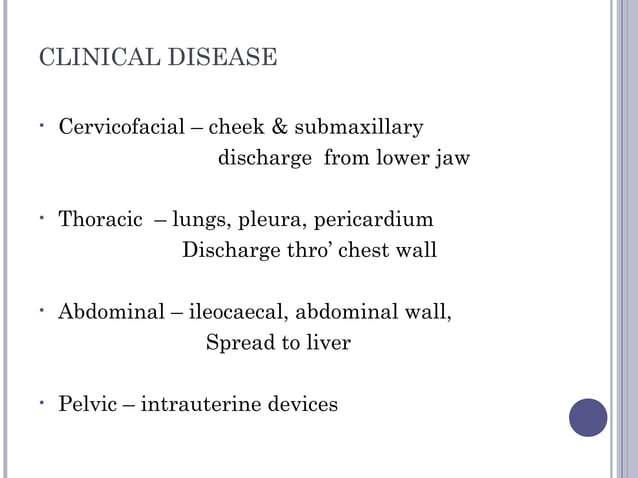 CLINICAL DISEASE
• Cervicofacial – cheek & submaxillary
discharge from lower jaw
• Thoracic – lungs, pleura, pericardium
Discharge thro’ chest wall
• Abdominal – ileocaecal, abdominal wall,
Spread to liver
• Pelvic – intrauterine devices